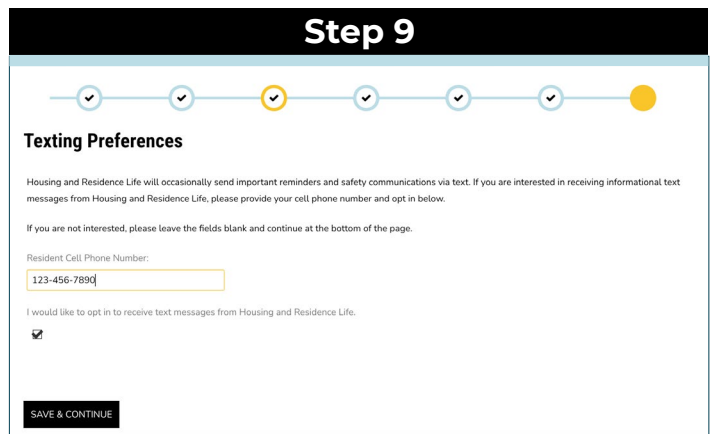 Step 9
Texting Preferences
Housing and Residence Life will occasionally send important reminders and safety communications via text. If you are interested in receiving informational text
messages from Housing and Residence Life, please provide your cell phone number and opt in below.
If you are not interested, please leave the fields blank and continue at the bottom of the page.
Resident Cell Phone Number:
123-456-7890
I would like to opt in to receive text messages from Housing and Residence Life.
SAVE & CONTINUE